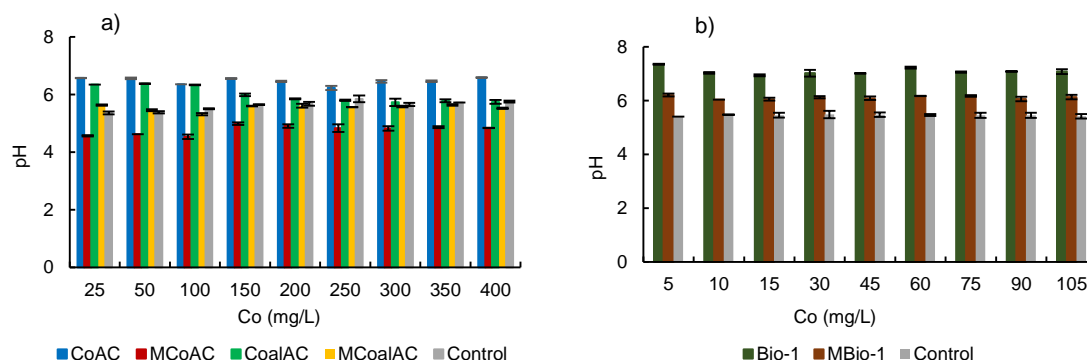 a)
8
6
4
2
0
pH
25 50 100 150 200 250 300 350 400
Co (mg/L)
CoAC MCoAC CoalAC MCoalAC Control
b)
8
6
4
2
0
pH
5 10 15 30 45 60 75 90 105
Co (mg/L)
Bio-1 MBio-1 Control